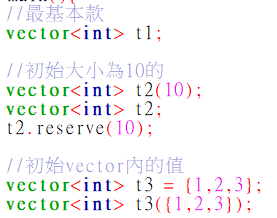 main(){
//最基本款
vector<int> t1;
//初始大小為10的
vector<int> t2(10);
vector<int> t2;
t2.reserve(10);
//初始vector內的值
vector<int> t3 = {1,2,3};
vector<int> t3({1,2,3});